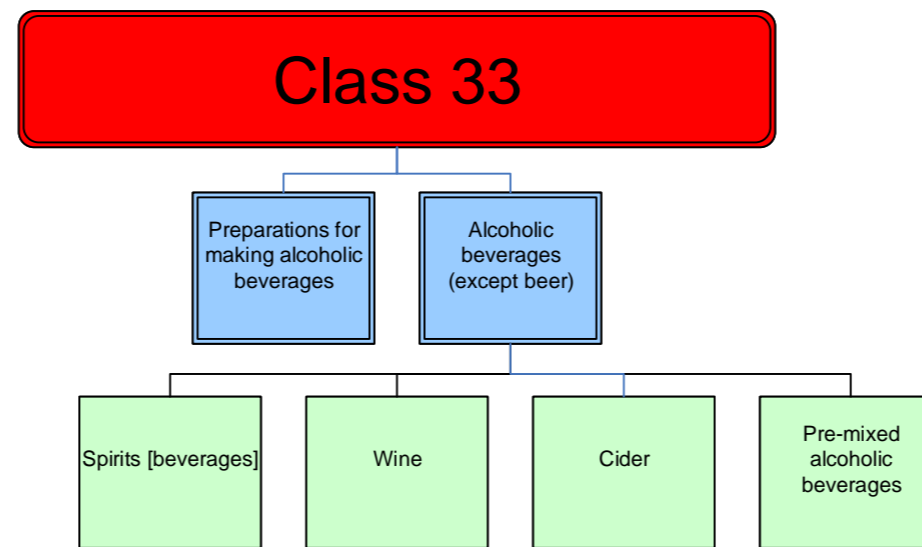 Class 33
Preparations for
making alcoholic
beverages
Alcoholic
beverages
(except beer)
Spirits [beverages]
Wine
Cider
Pre-mixed
alcoholic
beverages